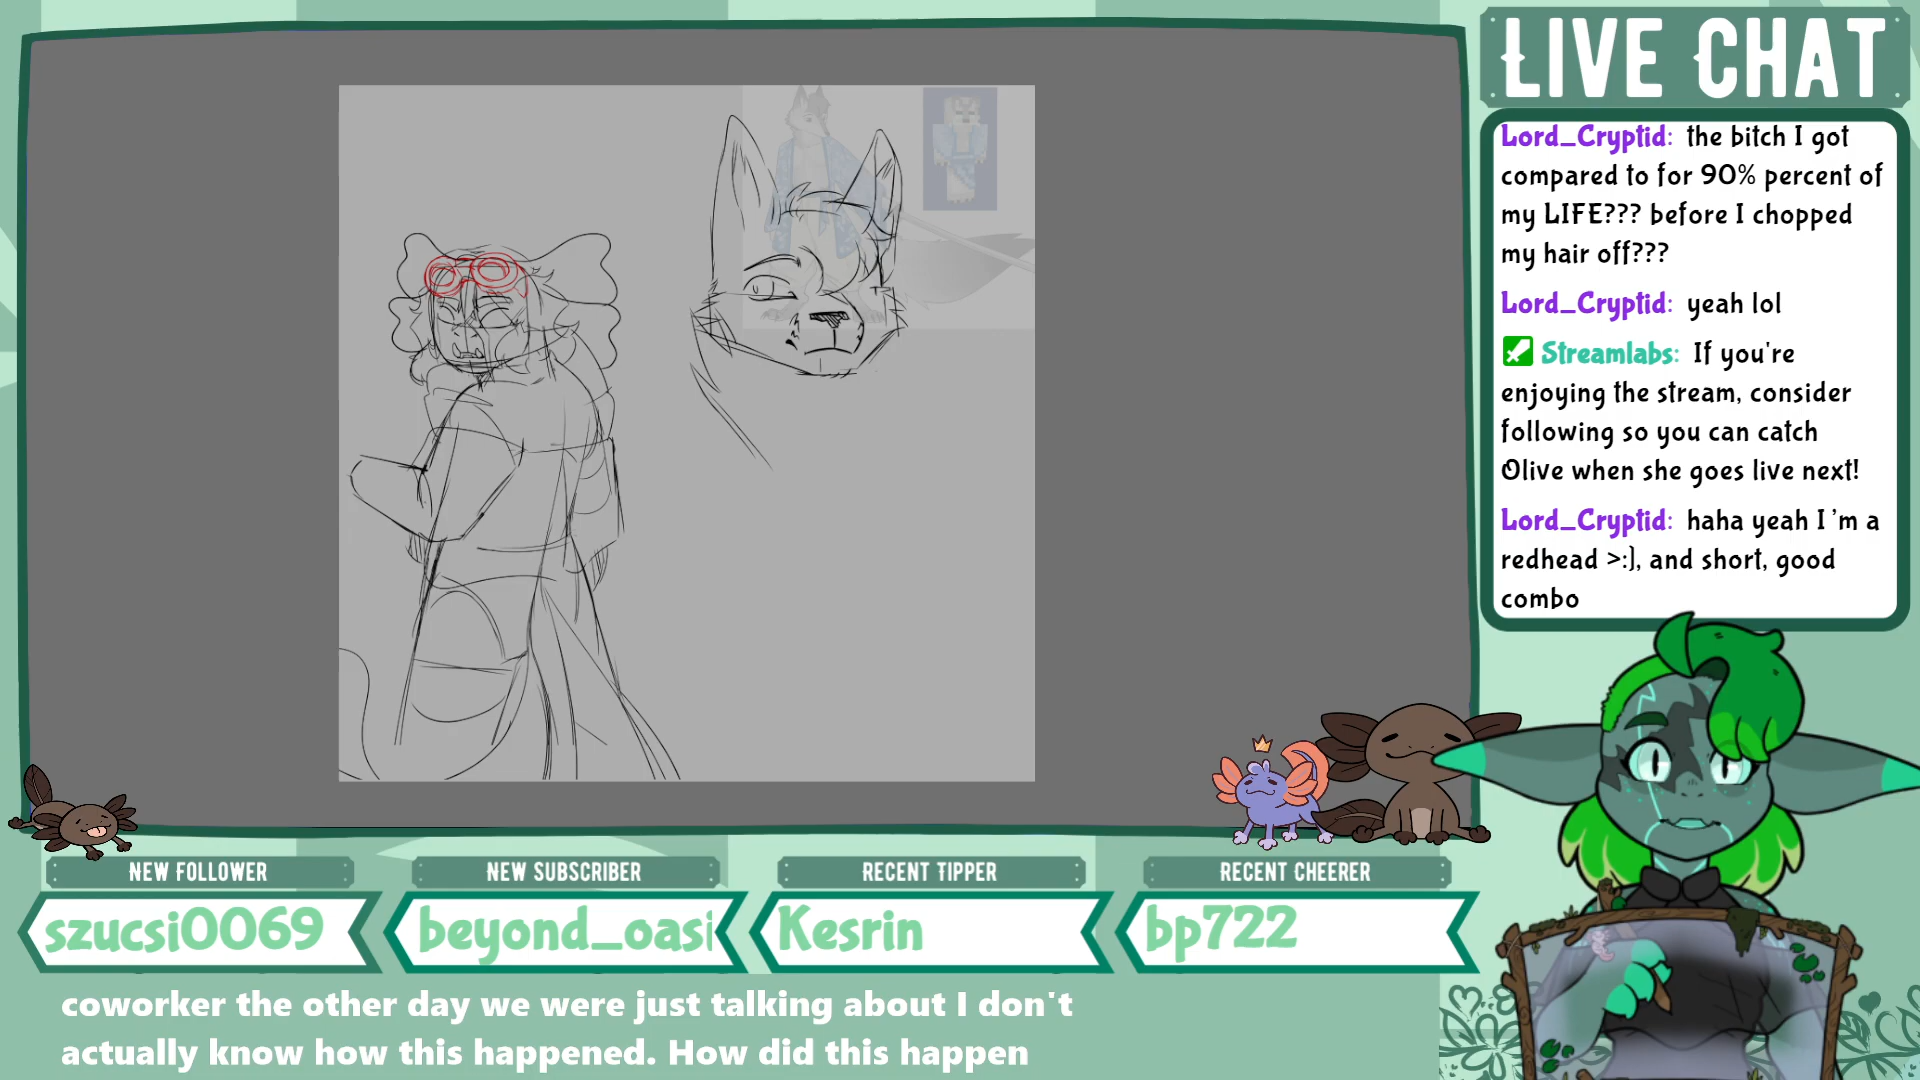 LIVE CHAT
Lord_Cryptid: the bitch I got
compared to for 90% percent of
my LIFE??? before I chopped
my hair off???
Lord_Cryptid: yeah lol
Streamlabs: If you're
enjoying the stream, consider
following so you can catch
Olive when she goes live next!
Lord_Cryptid: haha yeah I'm a
redhead >:], and short, good
combo
NEW FOLLOWER
szucsi0069
NEW SUBSCRIBER
beyond_oasi
RECENT TIPPER
Kesrin
RECENT CHEERER
bp722
coworker the other day we were just talking about I don't
actually know how this happened. How did this happen